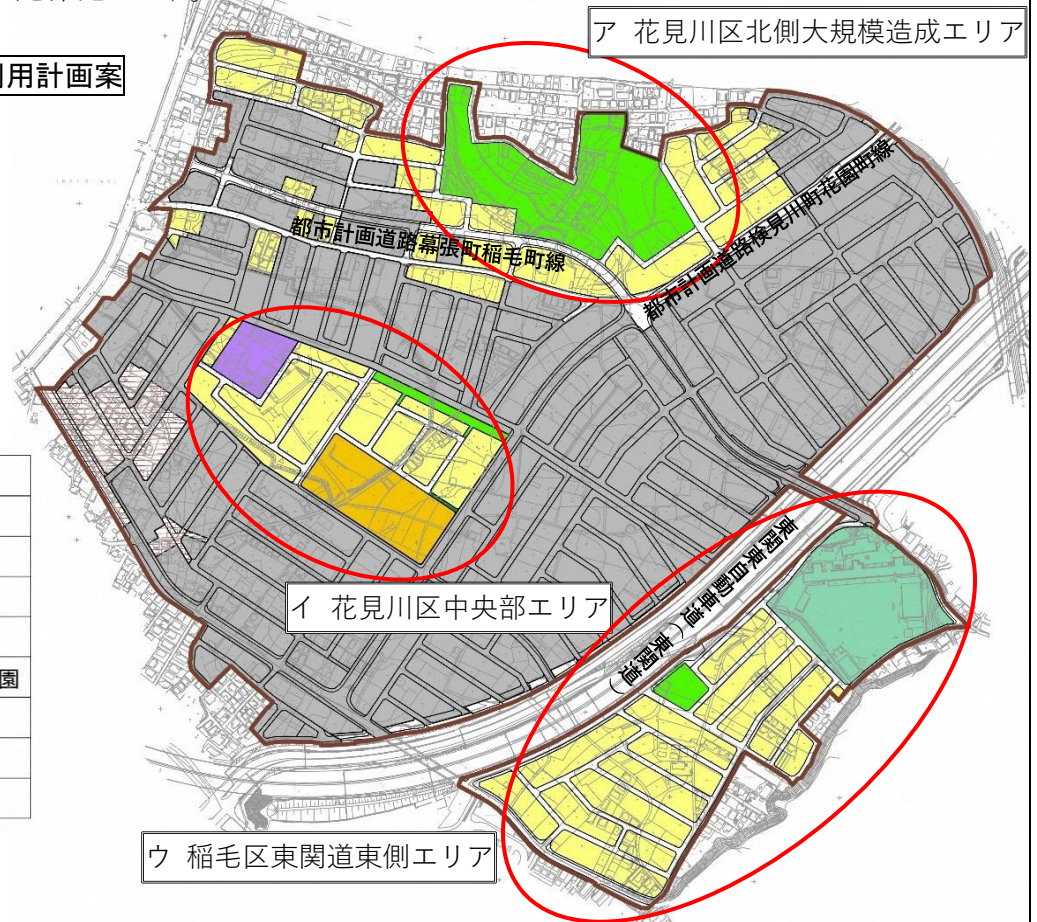 ア 花見川区北側大規模造成エリア
用計画案
都市計画道路幕張町稲毛町線
都市計画道路検見川町花園町線
イ 花見川区中央部エリア
東関東自動車道(東関道)
園
ウ 稲毛区東関道東側エリア